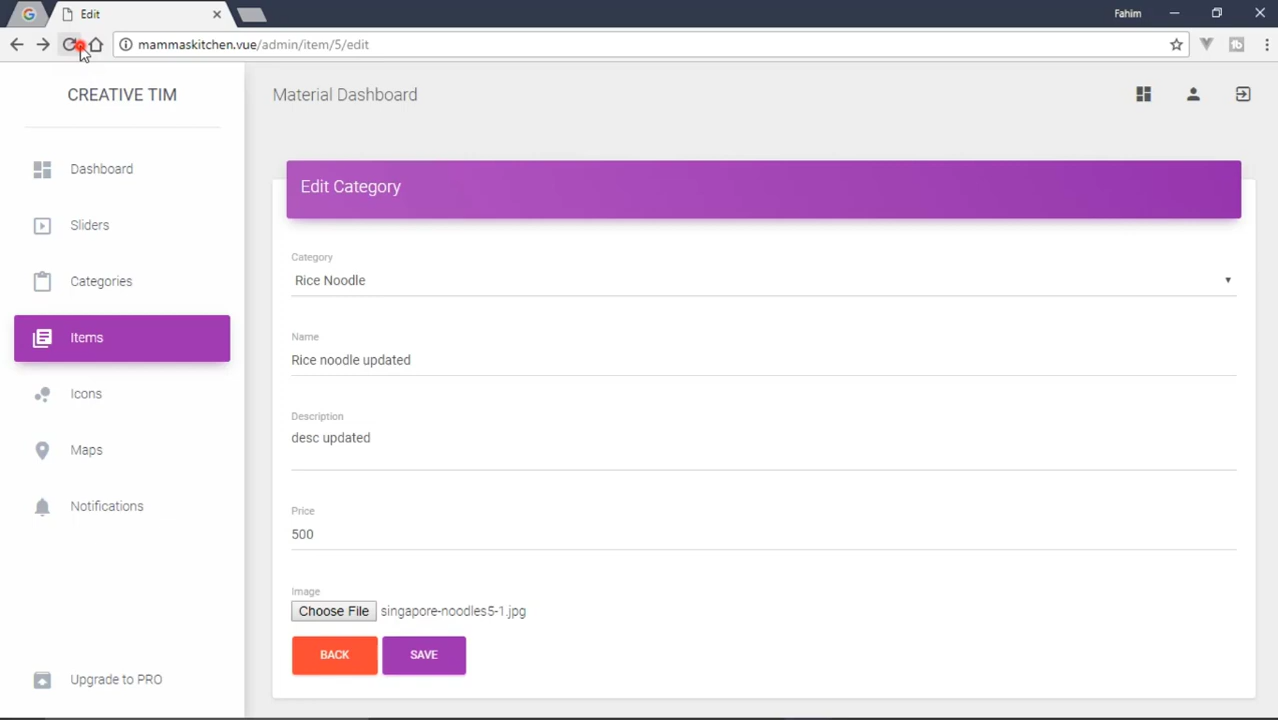 Edit
Fahim
mammaskitchen.vue/admin/item/5/edit
CREATIVE TIM
Material Dashboard
Dashboard
Sliders
Categories
Items
Icons
Maps
Notifications
Upgrade to PRO
Edit Category
Category
Rice Noodle
Name
Rice noodle updated
Description
desc updated
Price
500
Image
Choose File singapore-noodles5-1.jpg
BACK SAVE